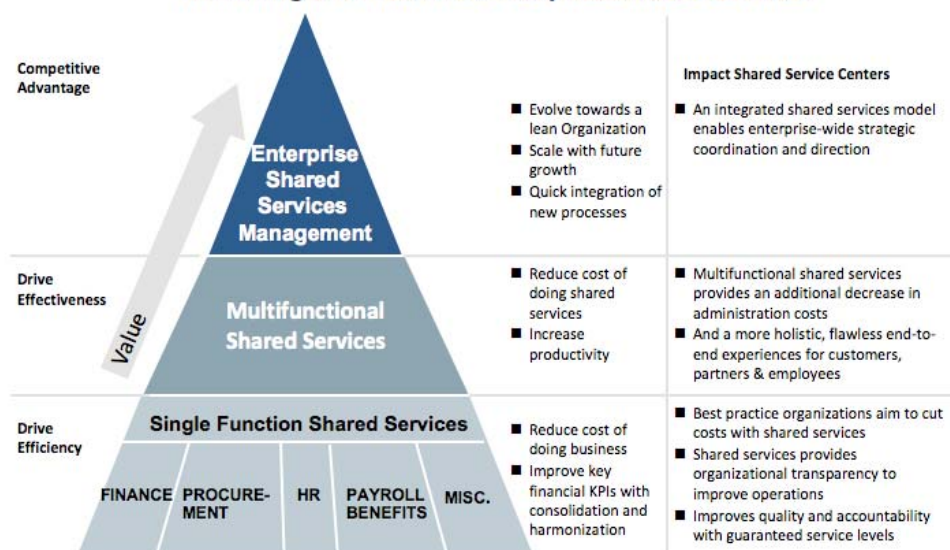 Competitive
Advantage
Enterprise
Shared
Services
Management
■ Evolve towards a
lean Organization
■ Scale with future
growth
■ Quick integration of
new processes
Impact Shared Service Centers
■ An integrated shared services model
enables enterprise-wide strategic
coordination and direction
Drive
Effectiveness
Value
Multifunctional
Shared Services
■ Reduce cost of
doing shared
services
■ Increase
productivity
■ Multifunctional shared services
provides an additional decrease in
administration costs
■ And a more holistic, flawless end-to-
end experiences for customers,
partners & employees
Drive
Efficiency
Single Function Shared Services
FINANCE
PROCURE-
MENT
HR
PAYROLL
BENEFITS
MISC.
■ Reduce cost of
doing business
■ Improve key
financial KPIs with
consolidation and
harmonization
■ Best practice organizations aim to cut
costs with shared services
■ Shared services provides
organizational transparency to
improve operations
■ Improves quality and accountability
with guaranteed service levels